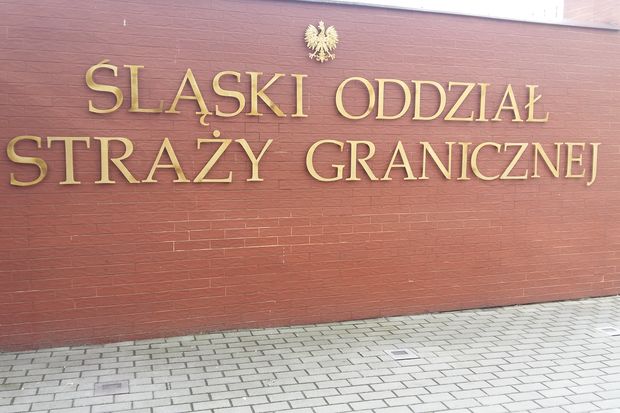 ŚLĄSKI ODDZIAŁ
STRAŻY GRANICZNEJ